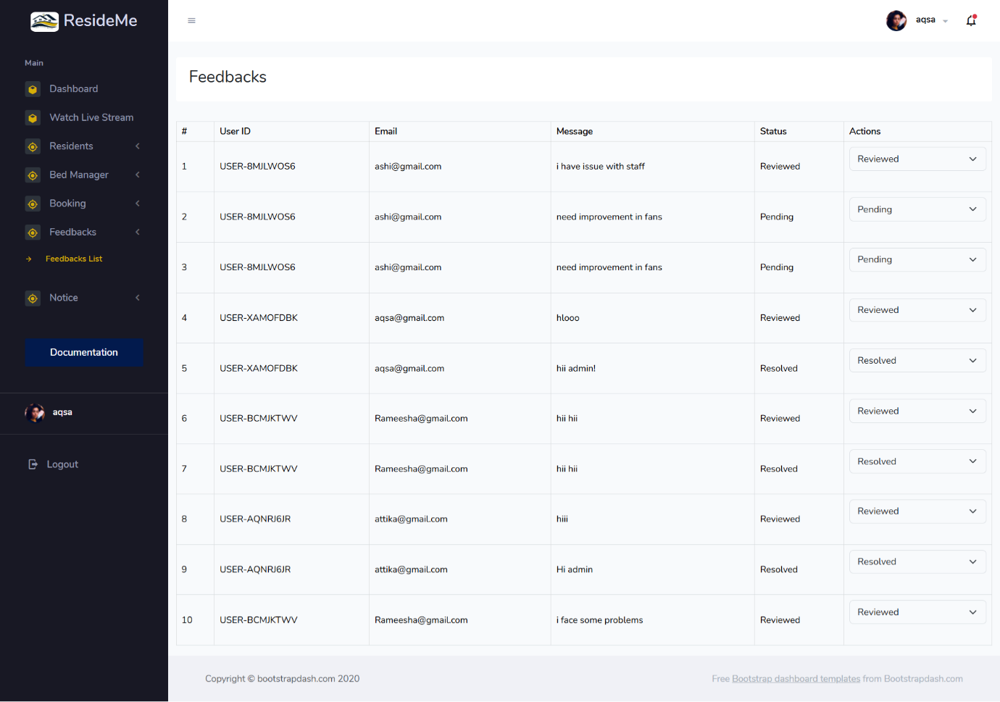 ResideMe
aqsa
Main
Dashboard
Watch Live Stream
Residents
Bed Manager
Booking
Feedbacks
Feedbacks List
Notice
Documentation
aqsa
Logout
Feedbacks
# User ID Email Message Status Actions
1 USER-8MJLWOS6 ashi@gmail.com i have issue with staff Reviewed Reviewed
2 USER-8MJLWOS6 ashi@gmail.com need improvement in fans Pending Pending
3 USER-8MJLWOS6 ashi@gmail.com need improvement in fans Pending Pending
4 USER-XAMOFDBK aqsa@gmail.com hlooo Reviewed Reviewed
5 USER-XAMOFDBK aqsa@gmail.com hii admin! Resolved Resolved
6 USER-BCMJKTWV Rameesha@gmail.com hii hii Reviewed Reviewed
7 USER-BCMJKTWV Rameesha@gmail.com hii hii Resolved Resolved
8 USER-AQNRJ6JR attika@gmail.com hiii Reviewed Reviewed
9 USER-AQNRJ6JR attika@gmail.com Hi admin Resolved Resolved
10 USER-BCMJKTWV Rameesha@gmail.com i face some problems Reviewed Reviewed
Copyright © bootstrapdash.com 2020
Free Bootstrap dashboard templates from Bootstrapdash.com